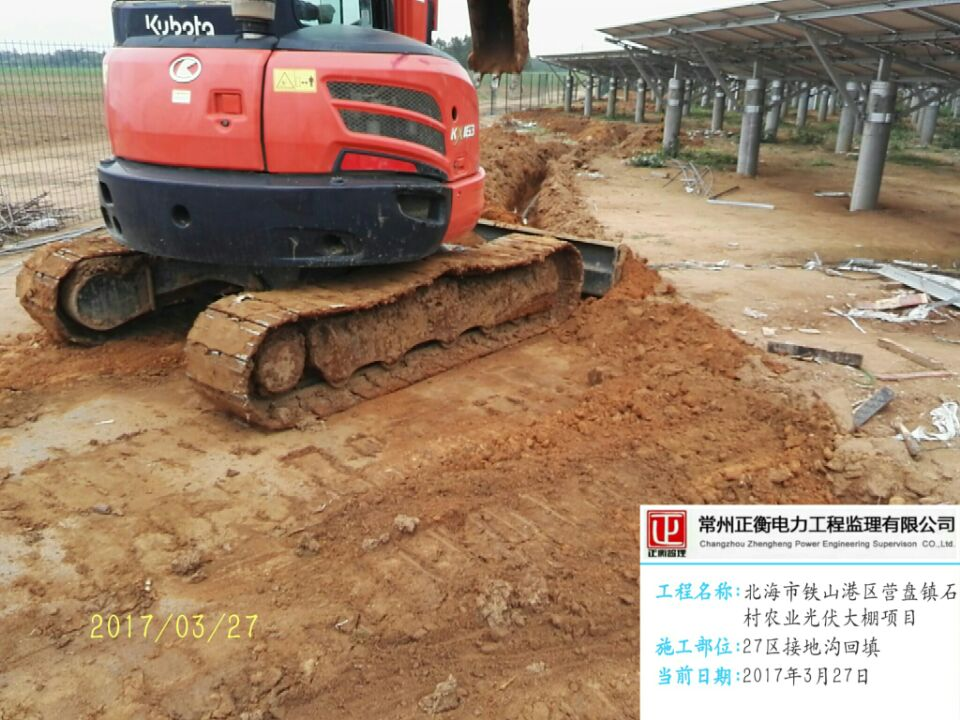 Kubota
KX163
常州正衡电力工程监理有限公司
Changzhou Zhengheng Power Engineering Supervison CO.,Ltd.
正衡管理
工程名称:北海市铁山港区营盘镇石
村农业光伏大棚项目
施工部位:27区接地沟回填
当前日期:2017年3月27日
2017/03/27